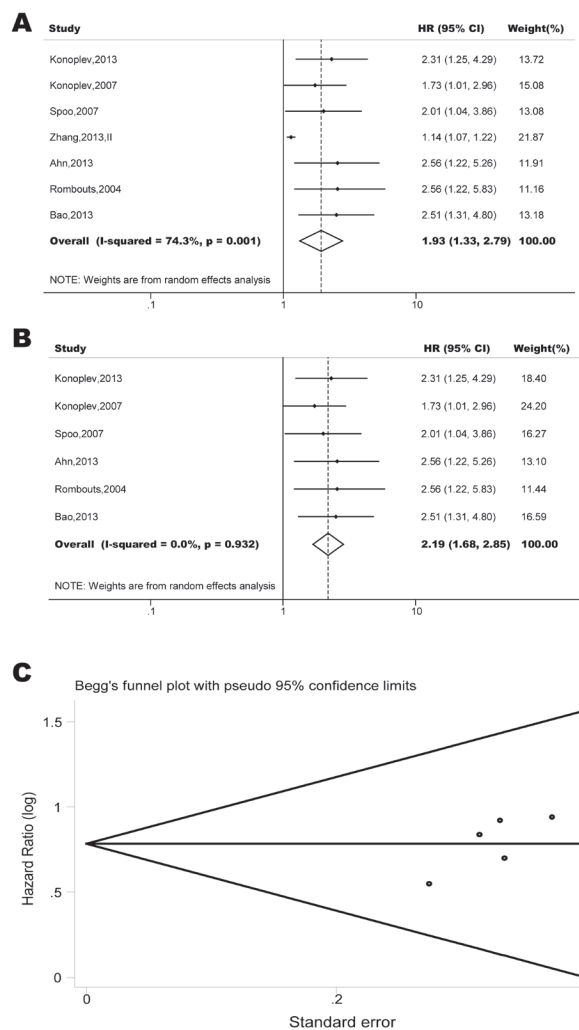 A
Study HR (95% CI) Weight(%)
Konoplev,2013 2.31 (1.25, 4.29) 13.72
Konoplev,2007 1.73 (1.01, 2.96) 15.08
Spoo,2007 2.01 (1.04, 3.86) 13.08
Zhang,2013,II 1.14 (1.07, 1.22) 21.87
Ahn,2013 2.56 (1.22, 5.26) 11.91
Rombouts,2004 2.56 (1.22, 5.83) 11.16
Bao,2013 2.51 (1.31, 4.80) 13.18
Overall (I-squared = 74.3%, p = 0.001) 1.93 (1.33, 2.79) 100.00
NOTE: Weights are from random effects analysis
.1 1 10
B
Study HR (95% CI) Weight(%)
Konoplev,2013 2.31 (1.25, 4.29) 18.40
Konoplev,2007 1.73 (1.01, 2.96) 24.20
Spoo,2007 2.01 (1.04, 3.86) 16.27
Ahn,2013 2.56 (1.22, 5.26) 13.10
Rombouts,2004 2.56 (1.22, 5.83) 11.44
Bao,2013 2.51 (1.31, 4.80) 16.59
Overall (I-squared = 0.0%, p = 0.932) 2.19 (1.68, 2.85) 100.00
NOTE: Weights are from random effects analysis
.1 1 10
C
Begg's funnel plot with pseudo 95% confidence limits
Hazard Ratio (log)
1.5
1
.5
0
0 .2
Standard error